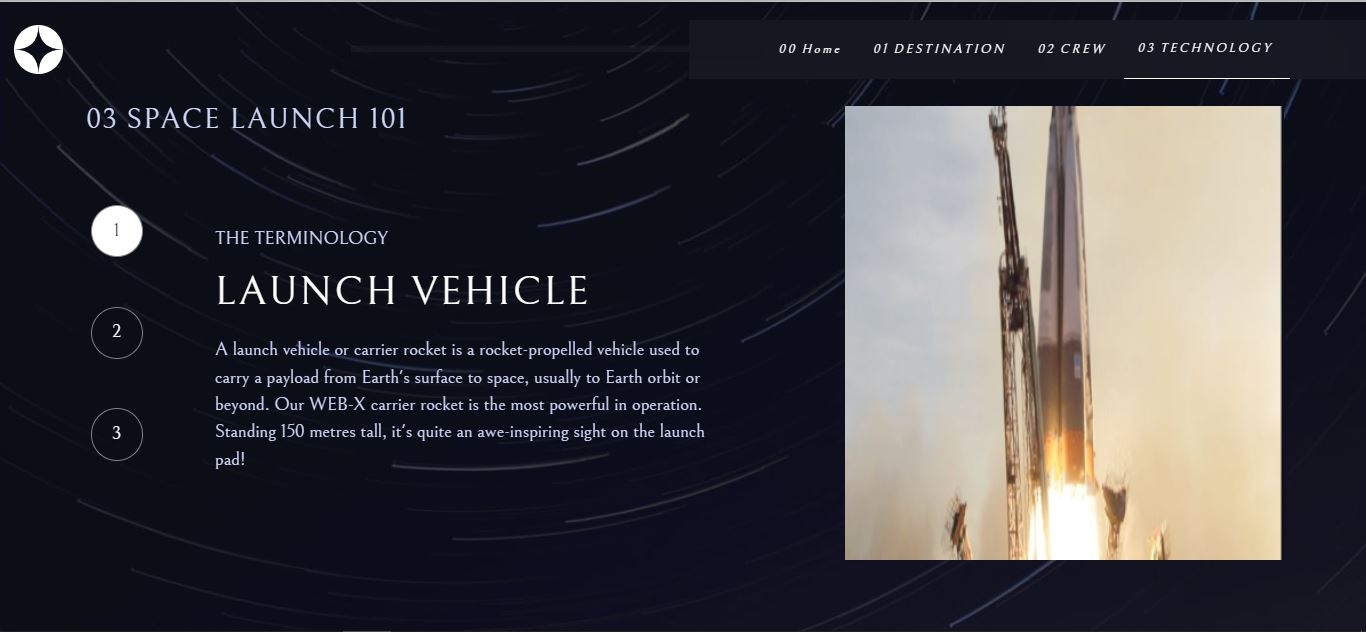 00 Home 01 DESTINATION 02 CREW 03 TECHNOLOGY
03 SPACE LAUNCH 101
1
THE TERMINOLOGY
LAUNCH VEHICLE
2
A launch vehicle or carrier rocket is a rocket-propelled vehicle used to
carry a payload from Earth's surface to space, usually to Earth orbit or
beyond. Our WEB-X carrier rocket is the most powerful in operation.
Standing 150 metres tall, it's quite an awe-inspiring sight on the launch
pad!
3